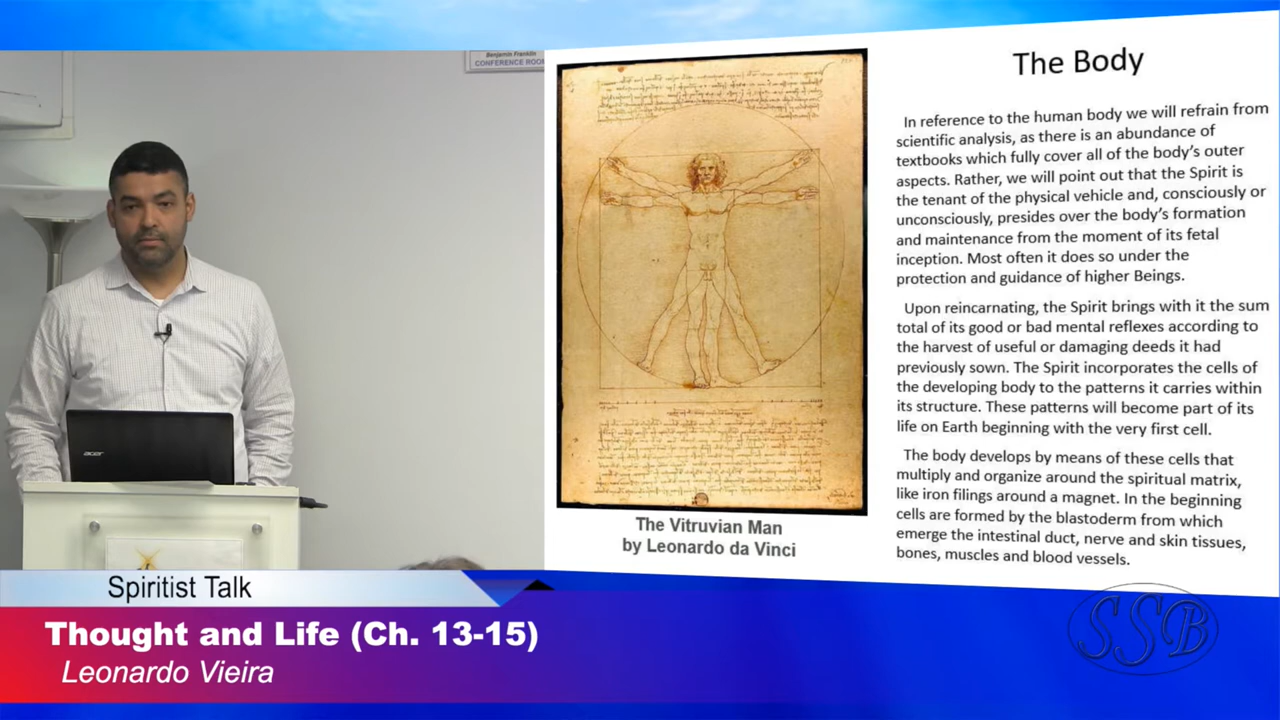 Benjamin Franklin
CONFERENCE ROOM
The Body
In reference to the human body we will refrain from
scientific analysis, as there is an abundance of
textbooks which fully cover all of the body's outer
aspects. Rather, we will point out that the Spirit is
the tenant of the physical vehicle and, consciously or
unconsciously, presides over the body's formation
and maintenance from the moment of its fetal
inception. Most often it does so under the
protection and guidance of higher Beings.
Upon reincarnating, the Spirit brings with it the sum
total of its good or bad mental reflexes according to
the harvest of useful or damaging deeds it had
previously sown. The Spirit incorporates the cells of
the developing body to the patterns it carries within
its structure. These patterns will become part of its
life on Earth beginning with the very first cell.
The body develops by means of these cells that
multiply and organize around the spiritual matrix,
like iron filings around a magnet. In the beginning
cells are formed by the blastoderm from which
emerge the intestinal duct, nerve and skin tissues,
bones, muscles and blood vessels.
The Vitruvian Man
by Leonardo da Vinci
acer
Spiritist Talk
Thought and Life (Ch. 13-15)
Leonardo Vieira
SSB